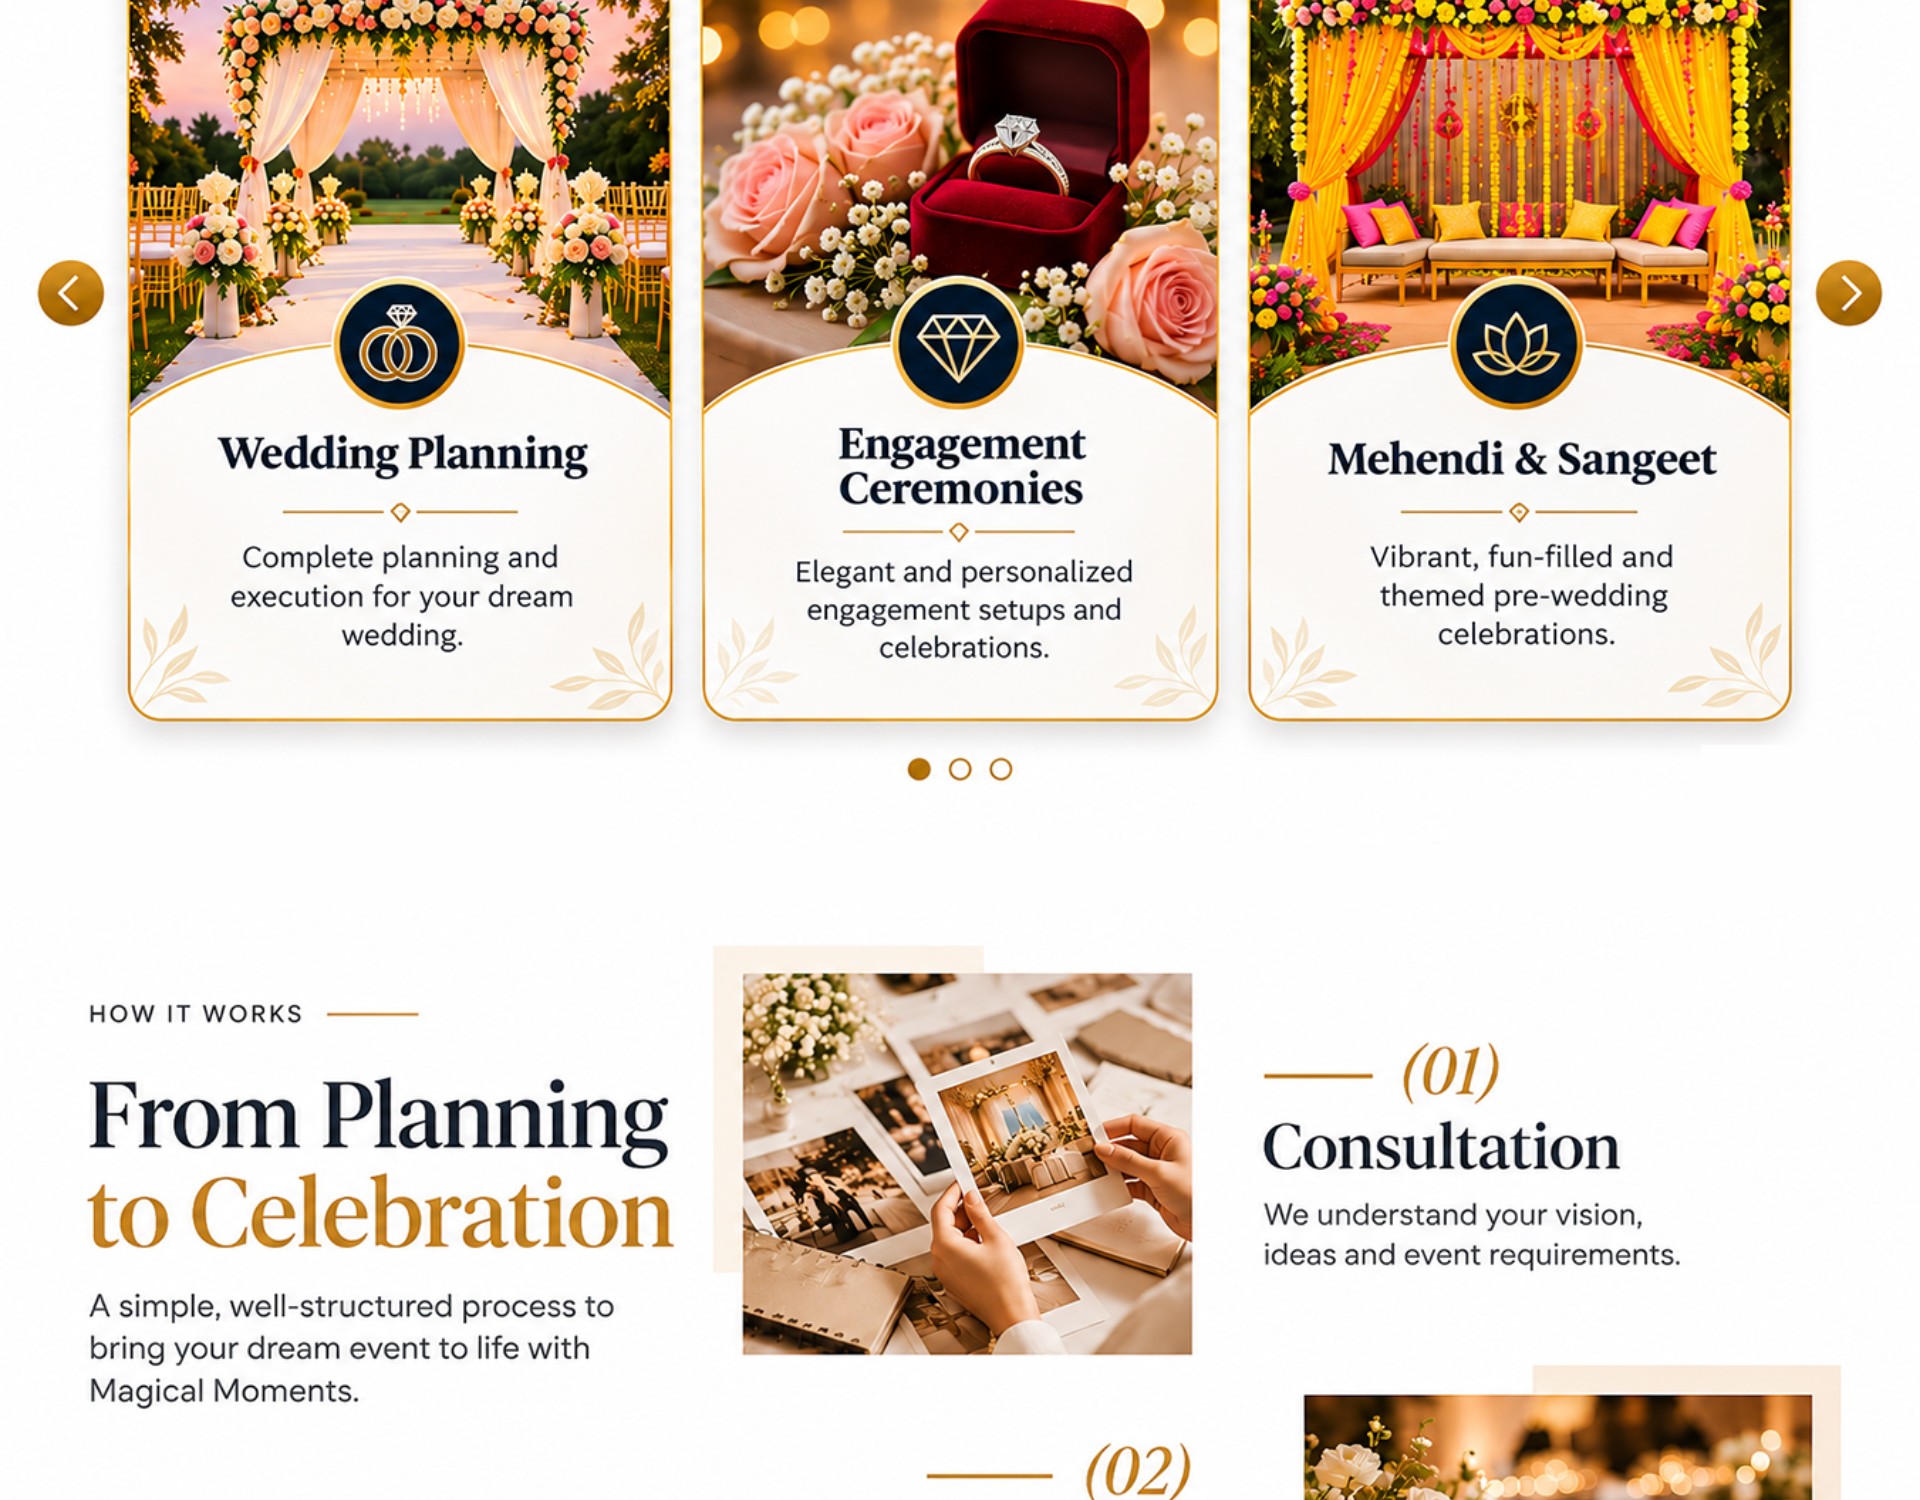 Wedding Planning
Complete planning and
execution for your dream
wedding.
Engagement
Ceremonies
Elegant and personalized
engagement setups and
celebrations.
Mehendi & Sangeet
Vibrant, fun-filled and
themed pre-wedding
celebrations.
HOW IT WORKS
From Planning
to Celebration
A simple, well-structured process to
bring your dream event to life with
Magical Moments.
(01)
Consultation
We understand your vision,
ideas and event requirements.
(02)